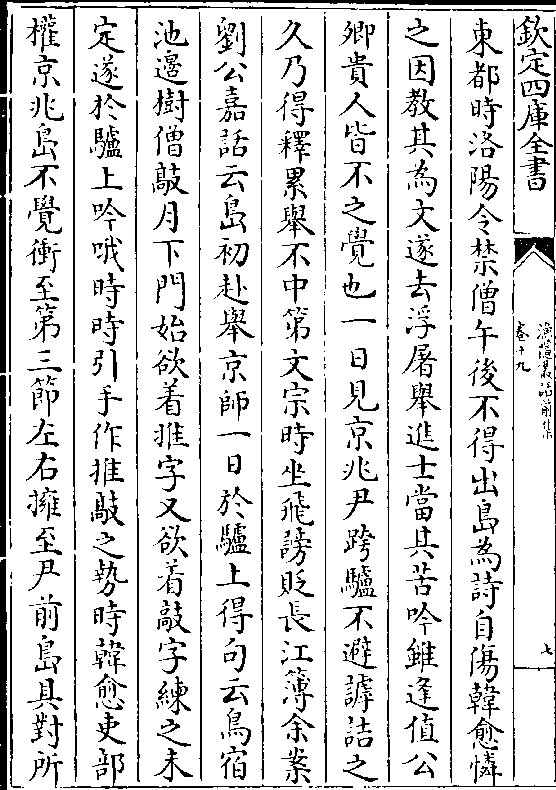 欽定四庫全書
漁隱叢話前集
卷十九
七
東都時洛陽令禁僧午後不得出島為詩自傷韓愈憐
之因教其為文遂去浮屠舉進士當其苦吟雖逢值公
卿貴人皆不之覺也一日見京兆尹跨驢不避謼詰之
久乃得釋累舉不中第文宗時坐飛謗貶長江簿余案
劉公嘉話云島初赴舉京師一日於驢上得句云鳥宿
池邊樹僧敲月下門始欲着推字又欲着敲字練之未
定遂於驢上吟哦時時引手作推敲之勢時韓愈吏部
權京兆島不覺衝至第三節左右擁至尹前島具對所